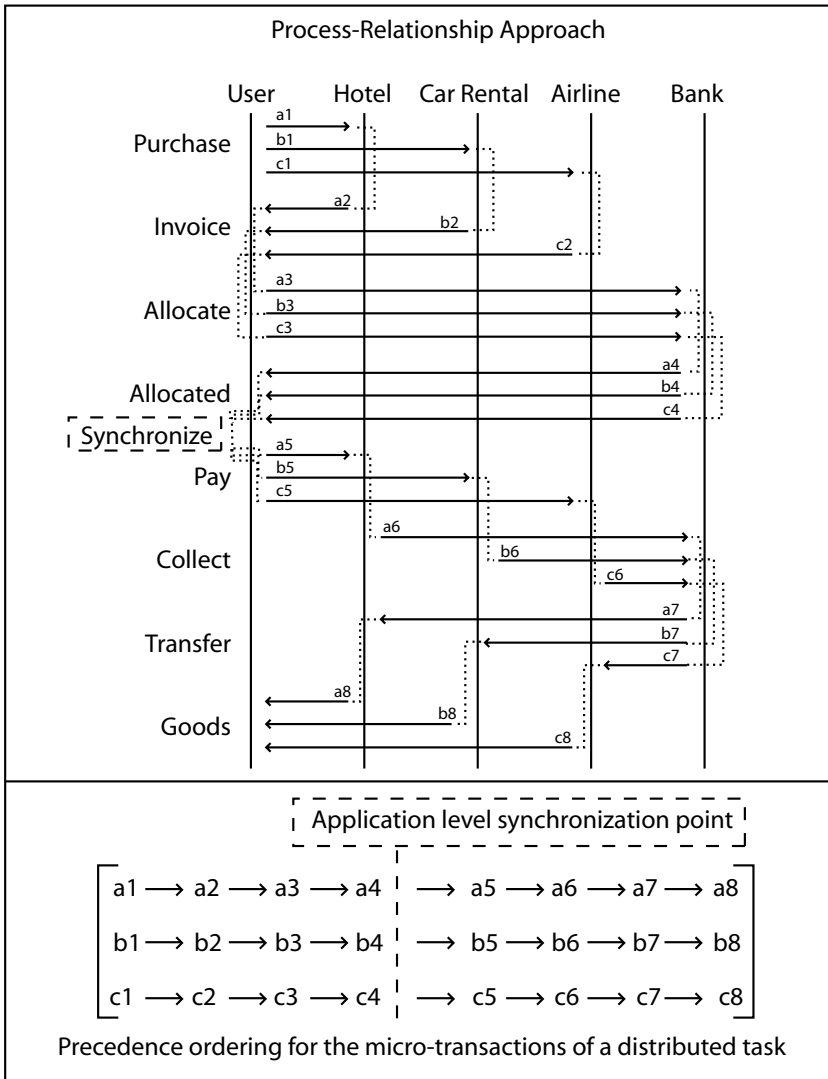 Process-Relationship Approach
User Hotel Car Rental Airline Bank
a1
Purchase
b1
c1
a2
Invoice
b2
c2
a3
Allocate
b3
c3
a4
Allocated
b4
c4
Synchronize
a5
Pay
b5
c5
a6
Collect
b6
c6
a7
Transfer
b7
c7
a8
Goods
b8
c8
Application level synchronization point
a1 → a2 → a3 → a4 → a5 → a6 → a7 → a8
b1 → b2 → b3 → b4 → b5 → b6 → b7 → b8
c1 → c2 → c3 → c4 → c5 → c6 → c7 → c8
Precedence ordering for the micro-transactions of a distributed task